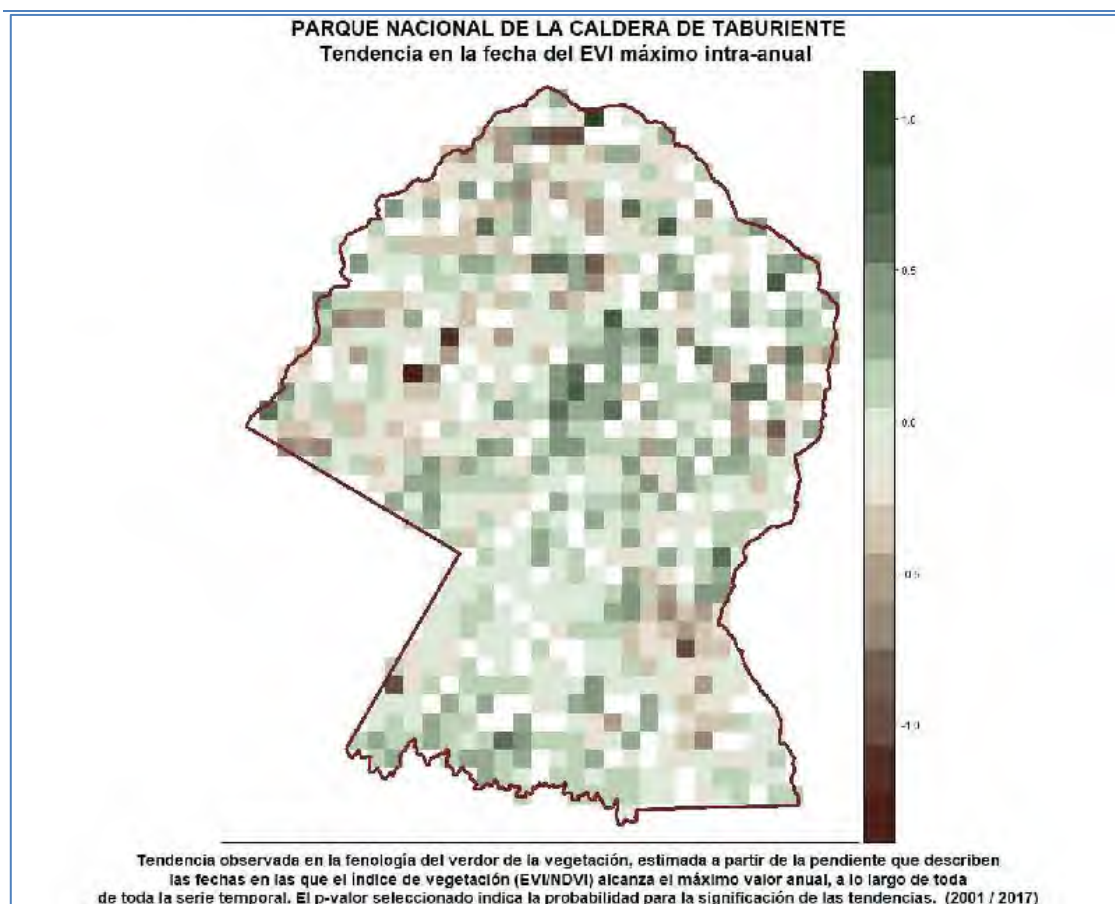 PARQUE NACIONAL DE LA CALDERA DE TABURIENTE
Tendencia en la fecha del EVI máximo intra-anual
1.0
0.5
0.0
-0.5
-1.0
Tendencia observada en la fenología del verdor de la vegetación, estimada a partir de la pendiente que describen
las fechas en las que el índice de vegetación (EVI/NDVI) alcanza el máximo valor anual, a lo largo de toda
de toda la serie temporal. El p-valor seleccionado indica la probabilidad para la significación de las tendencias. (2001 / 2017)